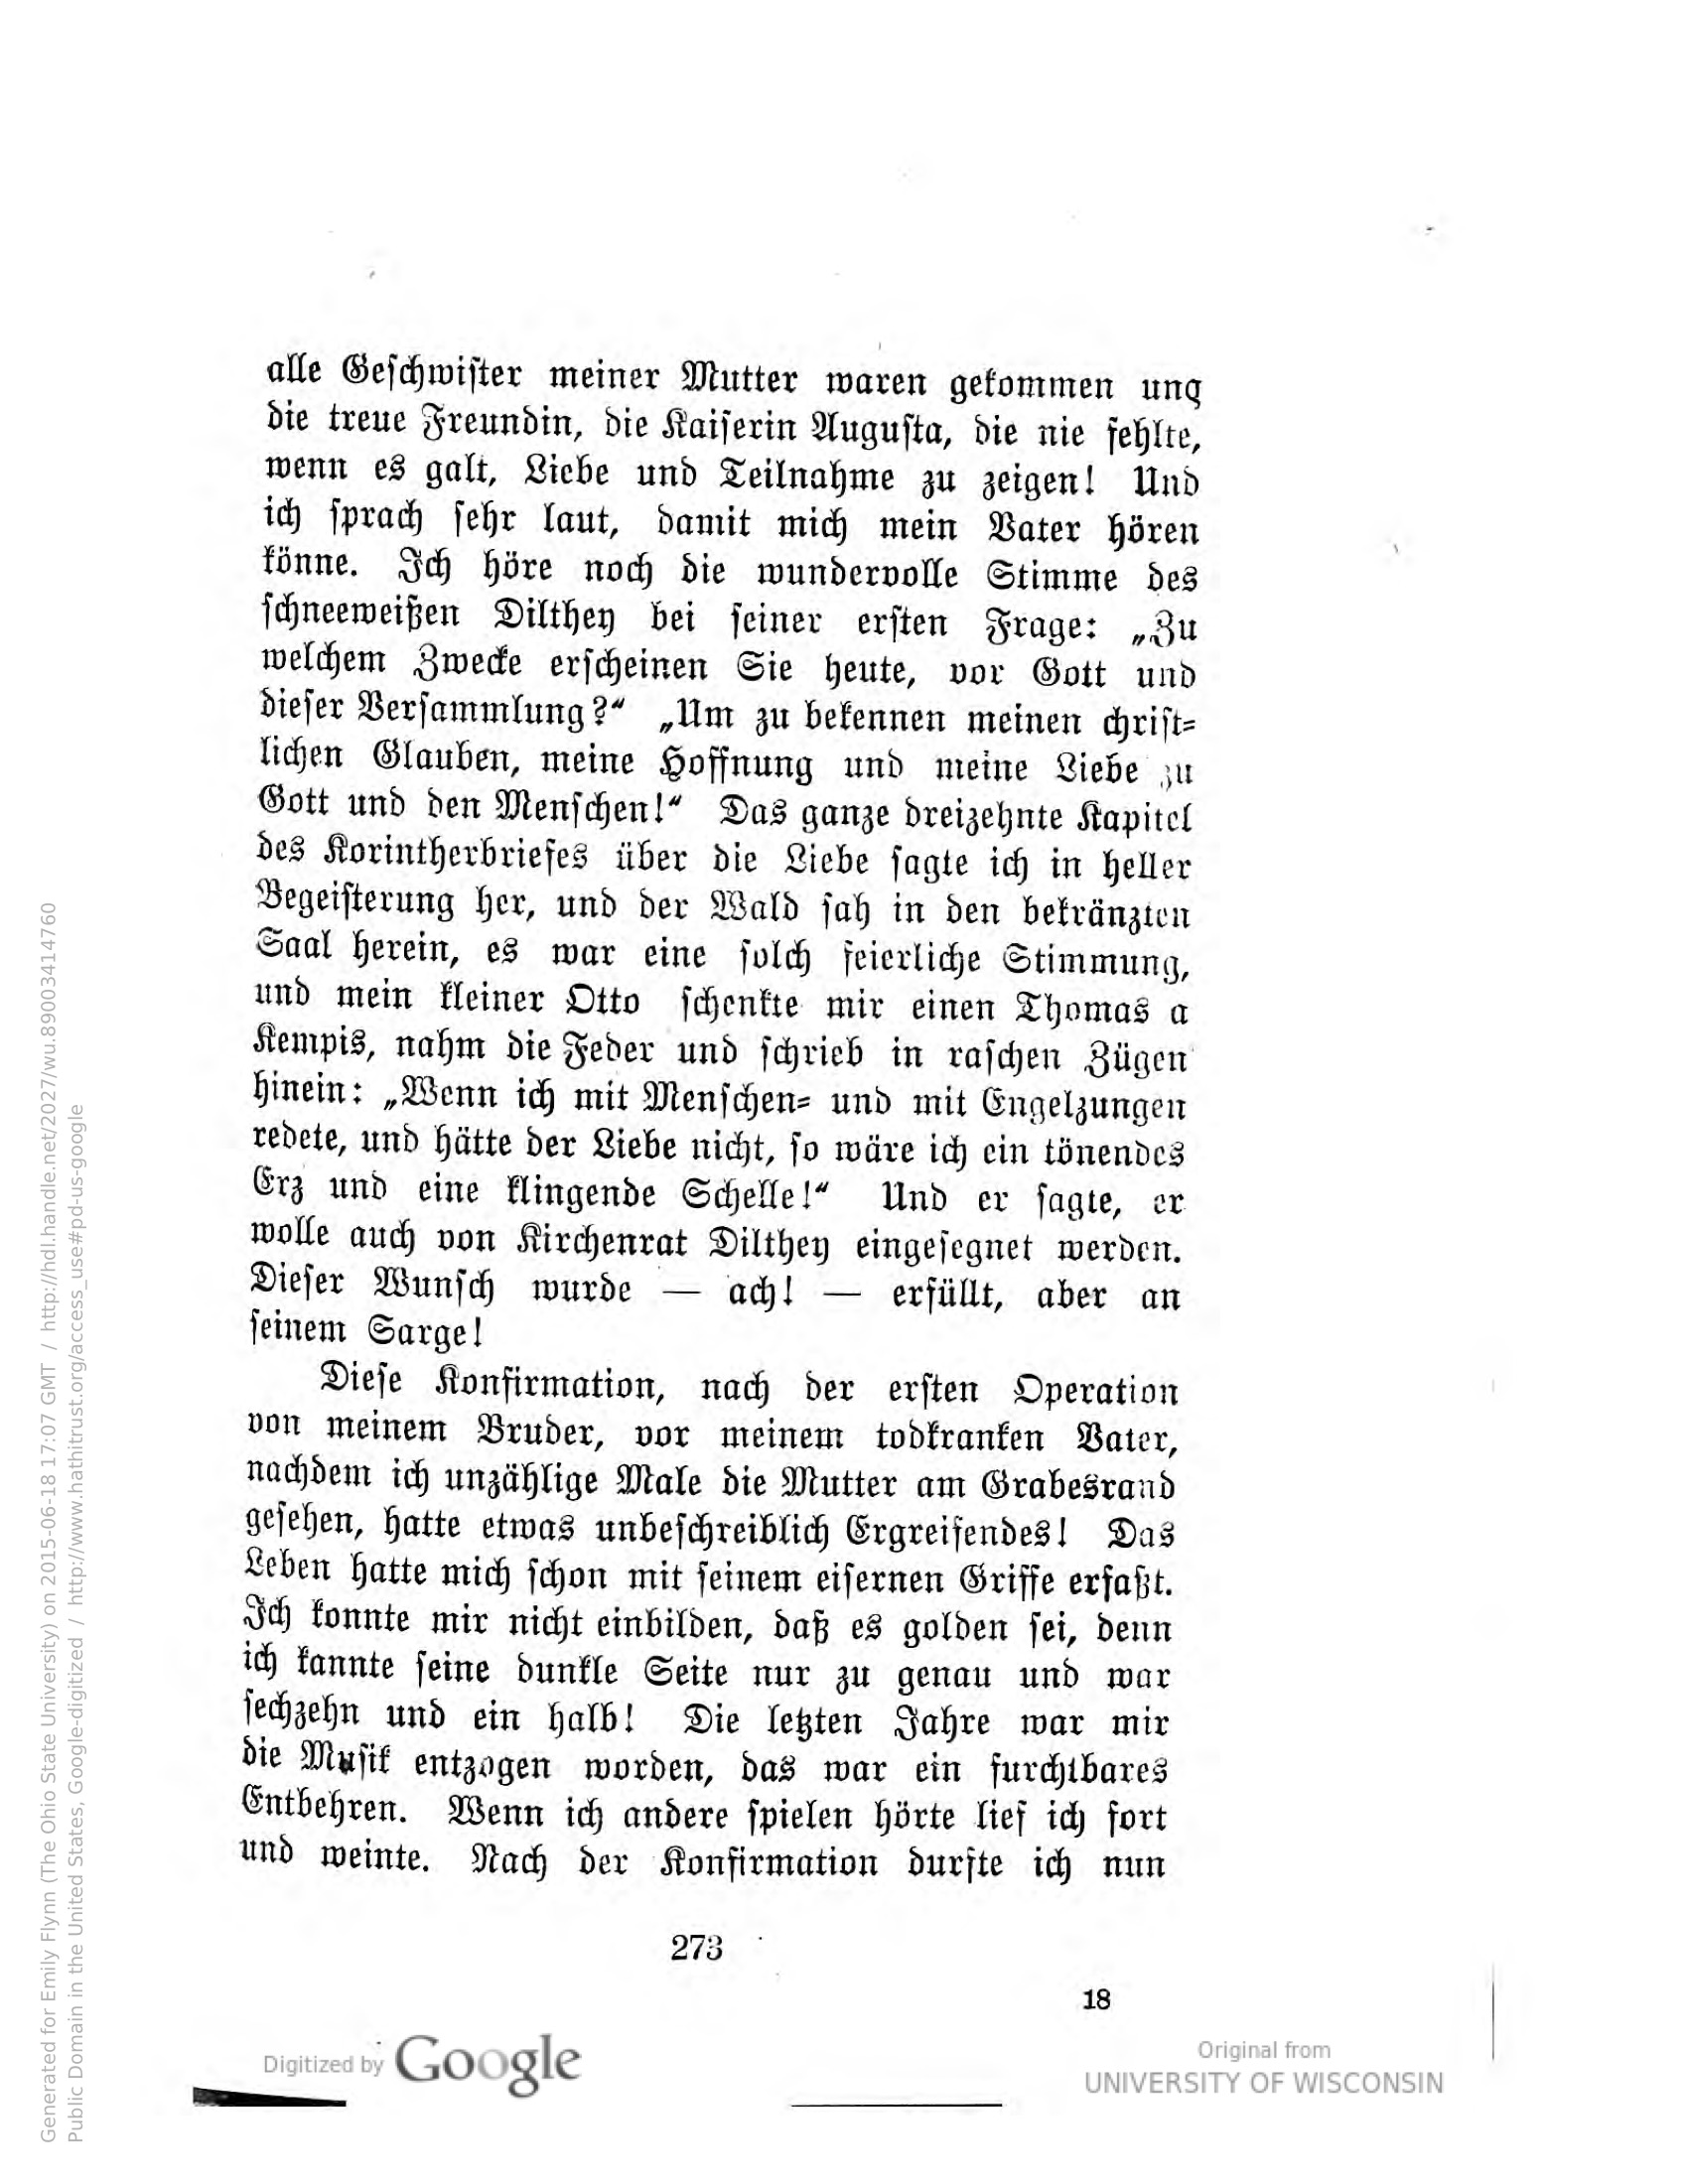 alle Geschwister meiner Mutter waren gekommen und
die treue Freundin, die Kaiserin Augusta, die nie fehlte,
wenn es galt, Liebe und Teilnahme zu zeigen! Und
ich sprach sehr laut, damit mich mein Vater hören
könne. Ich höre noch die wundervolle Stimme des
schneeweißen Dilthey bei seiner ersten Frage: „Zu
welchem Zwecke erscheinen Sie heute, vor Gott und
dieser Versammlung?“ „Um zu bekennen meinen christ=
lichen Glauben, meine Hoffnung und meine Liebe zu
Gott und den Menschen!“ Das ganze dreizehnte Kapitel
des Korintherbriefes über die Liebe sagte ich in heller
Begeisterung her, und der Wald sah in den bekränzten
Saal herein, es war eine solch feierliche Stimmung,
und mein kleiner Otto schenkte mir einen Thomas a
Kempis, nahm die Feder und schrieb in raschen Zügen
hinein: „Wenn ich mit Menschen= und mit Engelzungen
redete, und hätte der Liebe nicht, so wäre ich ein tönendes
Erz und eine klingende Schelle!“ Und er sagte, er
wolle auch von Kirchenrat Dilthey eingesegnet werden.
Dieser Wunsch wurde — ach! — erfüllt, aber an
seinem Sarge!
Diese Konfirmation, nach der ersten Operation
von meinem Bruder, vor meinem todkranken Vater,
nachdem ich unzählige Male die Mutter am Grabesrand
gesehen, hatte etwas unbeschreiblich Ergreifendes! Das
Leben hatte mich schon mit seinem eisernen Griffe erfaßt.
Ich konnte mir nicht einbilden, daß es golden sei, denn
ich kannte seine dunkle Seite nur zu genau und war
sechzehn und ein halb! Die letzten Jahre war mir
die Musik entzogen worden, das war ein furchtbares
Entbehren. Wenn ich andere spielen hörte lief ich fort
und weinte. Nach der Konfirmation durfte ich nun
273
18
Digitized by Google
Original from
UNIVERSITY OF WISCONSIN
Generated for Emily Flynn (The Ohio State University) on 2015-06-18 17:07 GMT / http://hdl.handle.net/2027/wu.89003414760
Public Domain in the United States, Google-digitized / http://www.hathitrust.org/access_use#pd-us-google